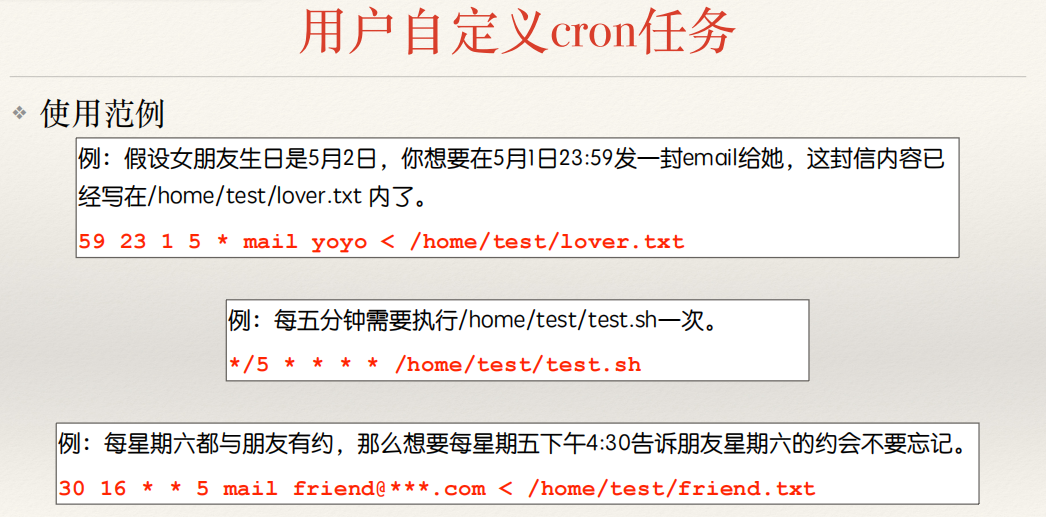 用户自定义cron任务
使用范例
例：假设女朋友生日是5月2日，你想要在5月1日23:59发一封email给她，这封信内容已
经写在/home/test/lover.txt 内了。
59 23 1 5 * mail yoyo < /home/test/lover.txt
例：每五分钟需要执行/home/test/test.sh一次。
*/5 * * * * /home/test/test.sh
例：每星期六都与朋友有约，那么想要每星期五下午4:30告诉朋友星期六的约会不要忘记。
30 16 * * 5 mail friend@***.com < /home/test/friend.txt